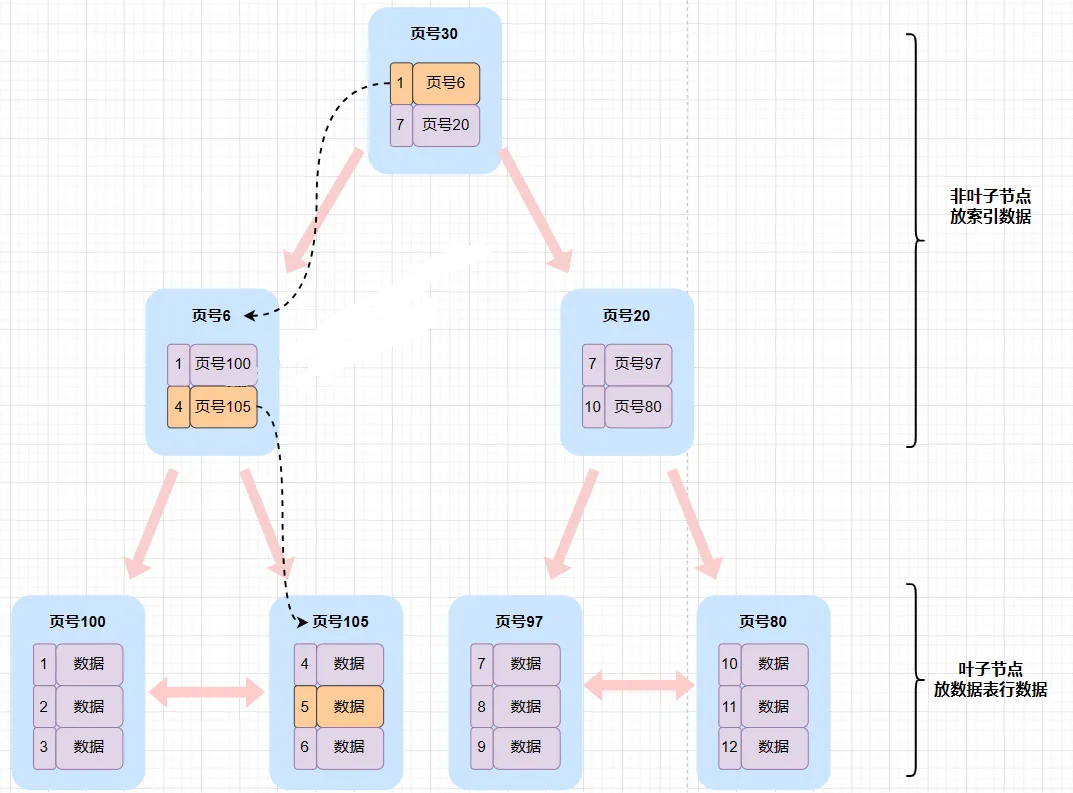 页号30
1 页号6
7 页号20
非叶子节点
放索引数据
页号6
1 页号100
4 页号105
页号20
7 页号97
10 页号80
页号100
1 数据
2 数据
3 数据
页号105
4 数据
5 数据
6 数据
页号97
7 数据
8 数据
9 数据
页号80
10 数据
11 数据
12 数据
叶子节点
放数据表行数据